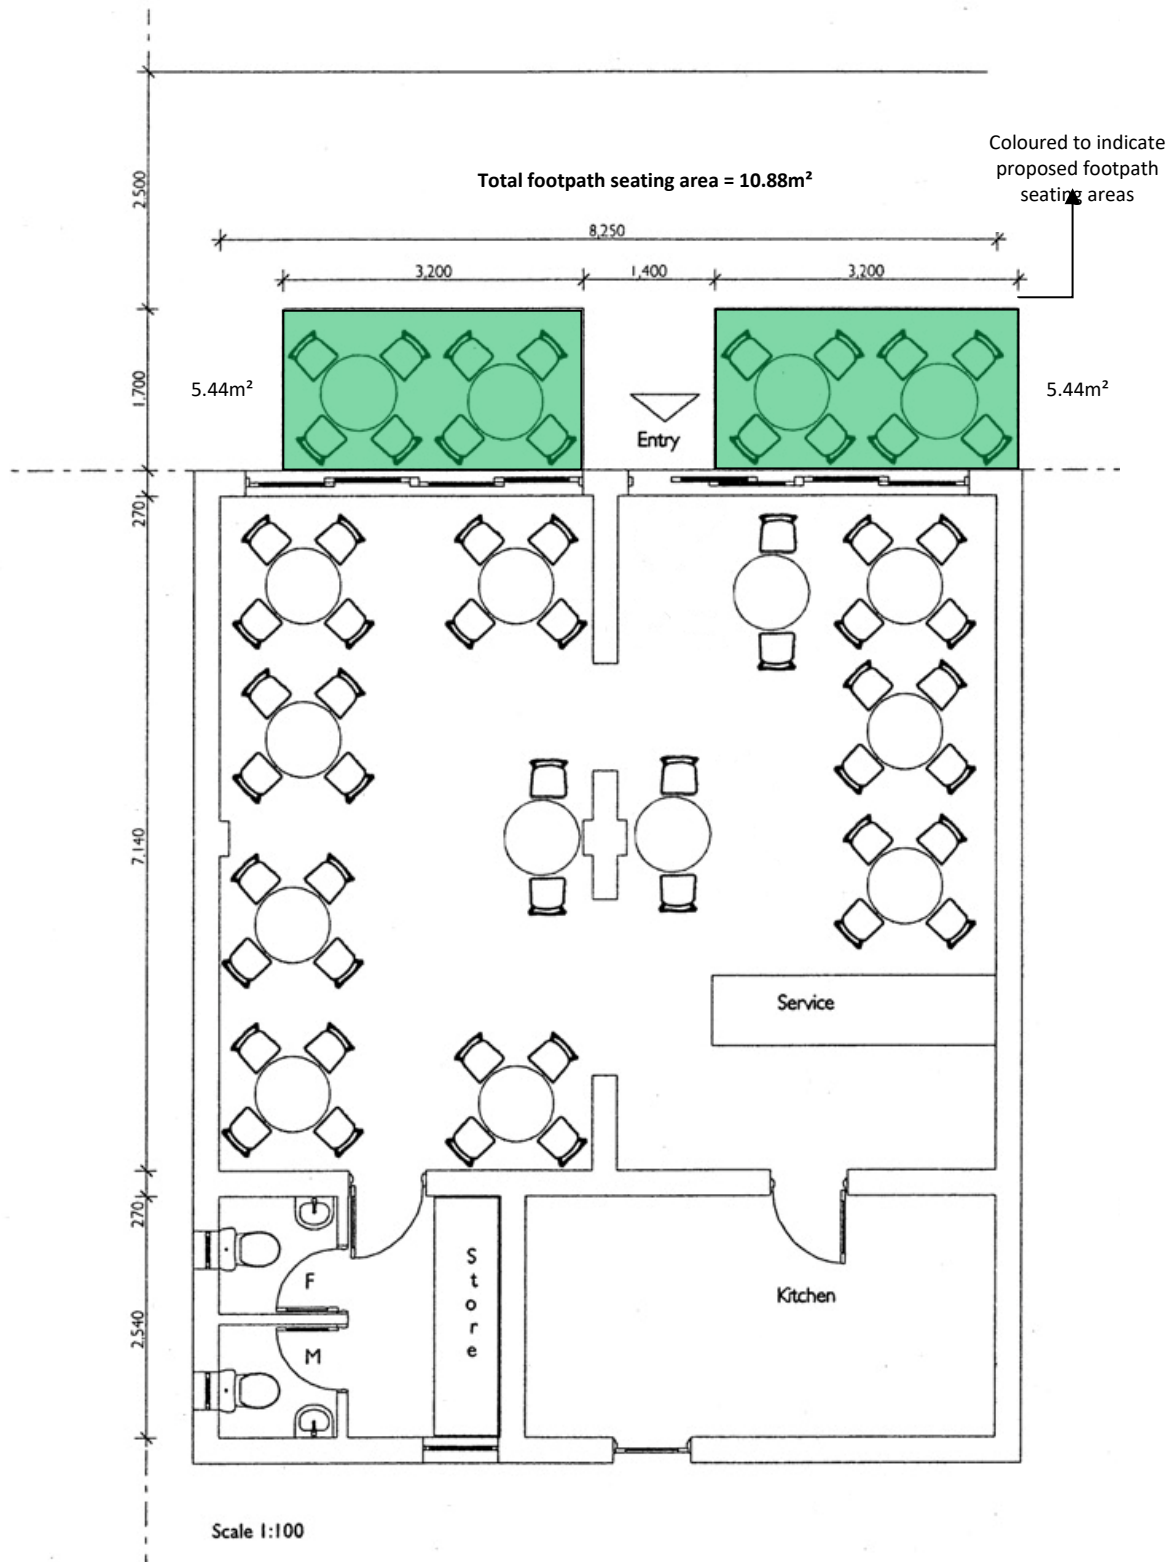 Coloured to indicate
proposed footpath
seating areas
Total footpath seating area = 10.88m²
2,500
8,250
3,200
1,400
3,200
1,700
5.44m²
5.44m²
Entry
270
7,140
Service
270
F
Store
Kitchen
2,540
M
Scale 1:100